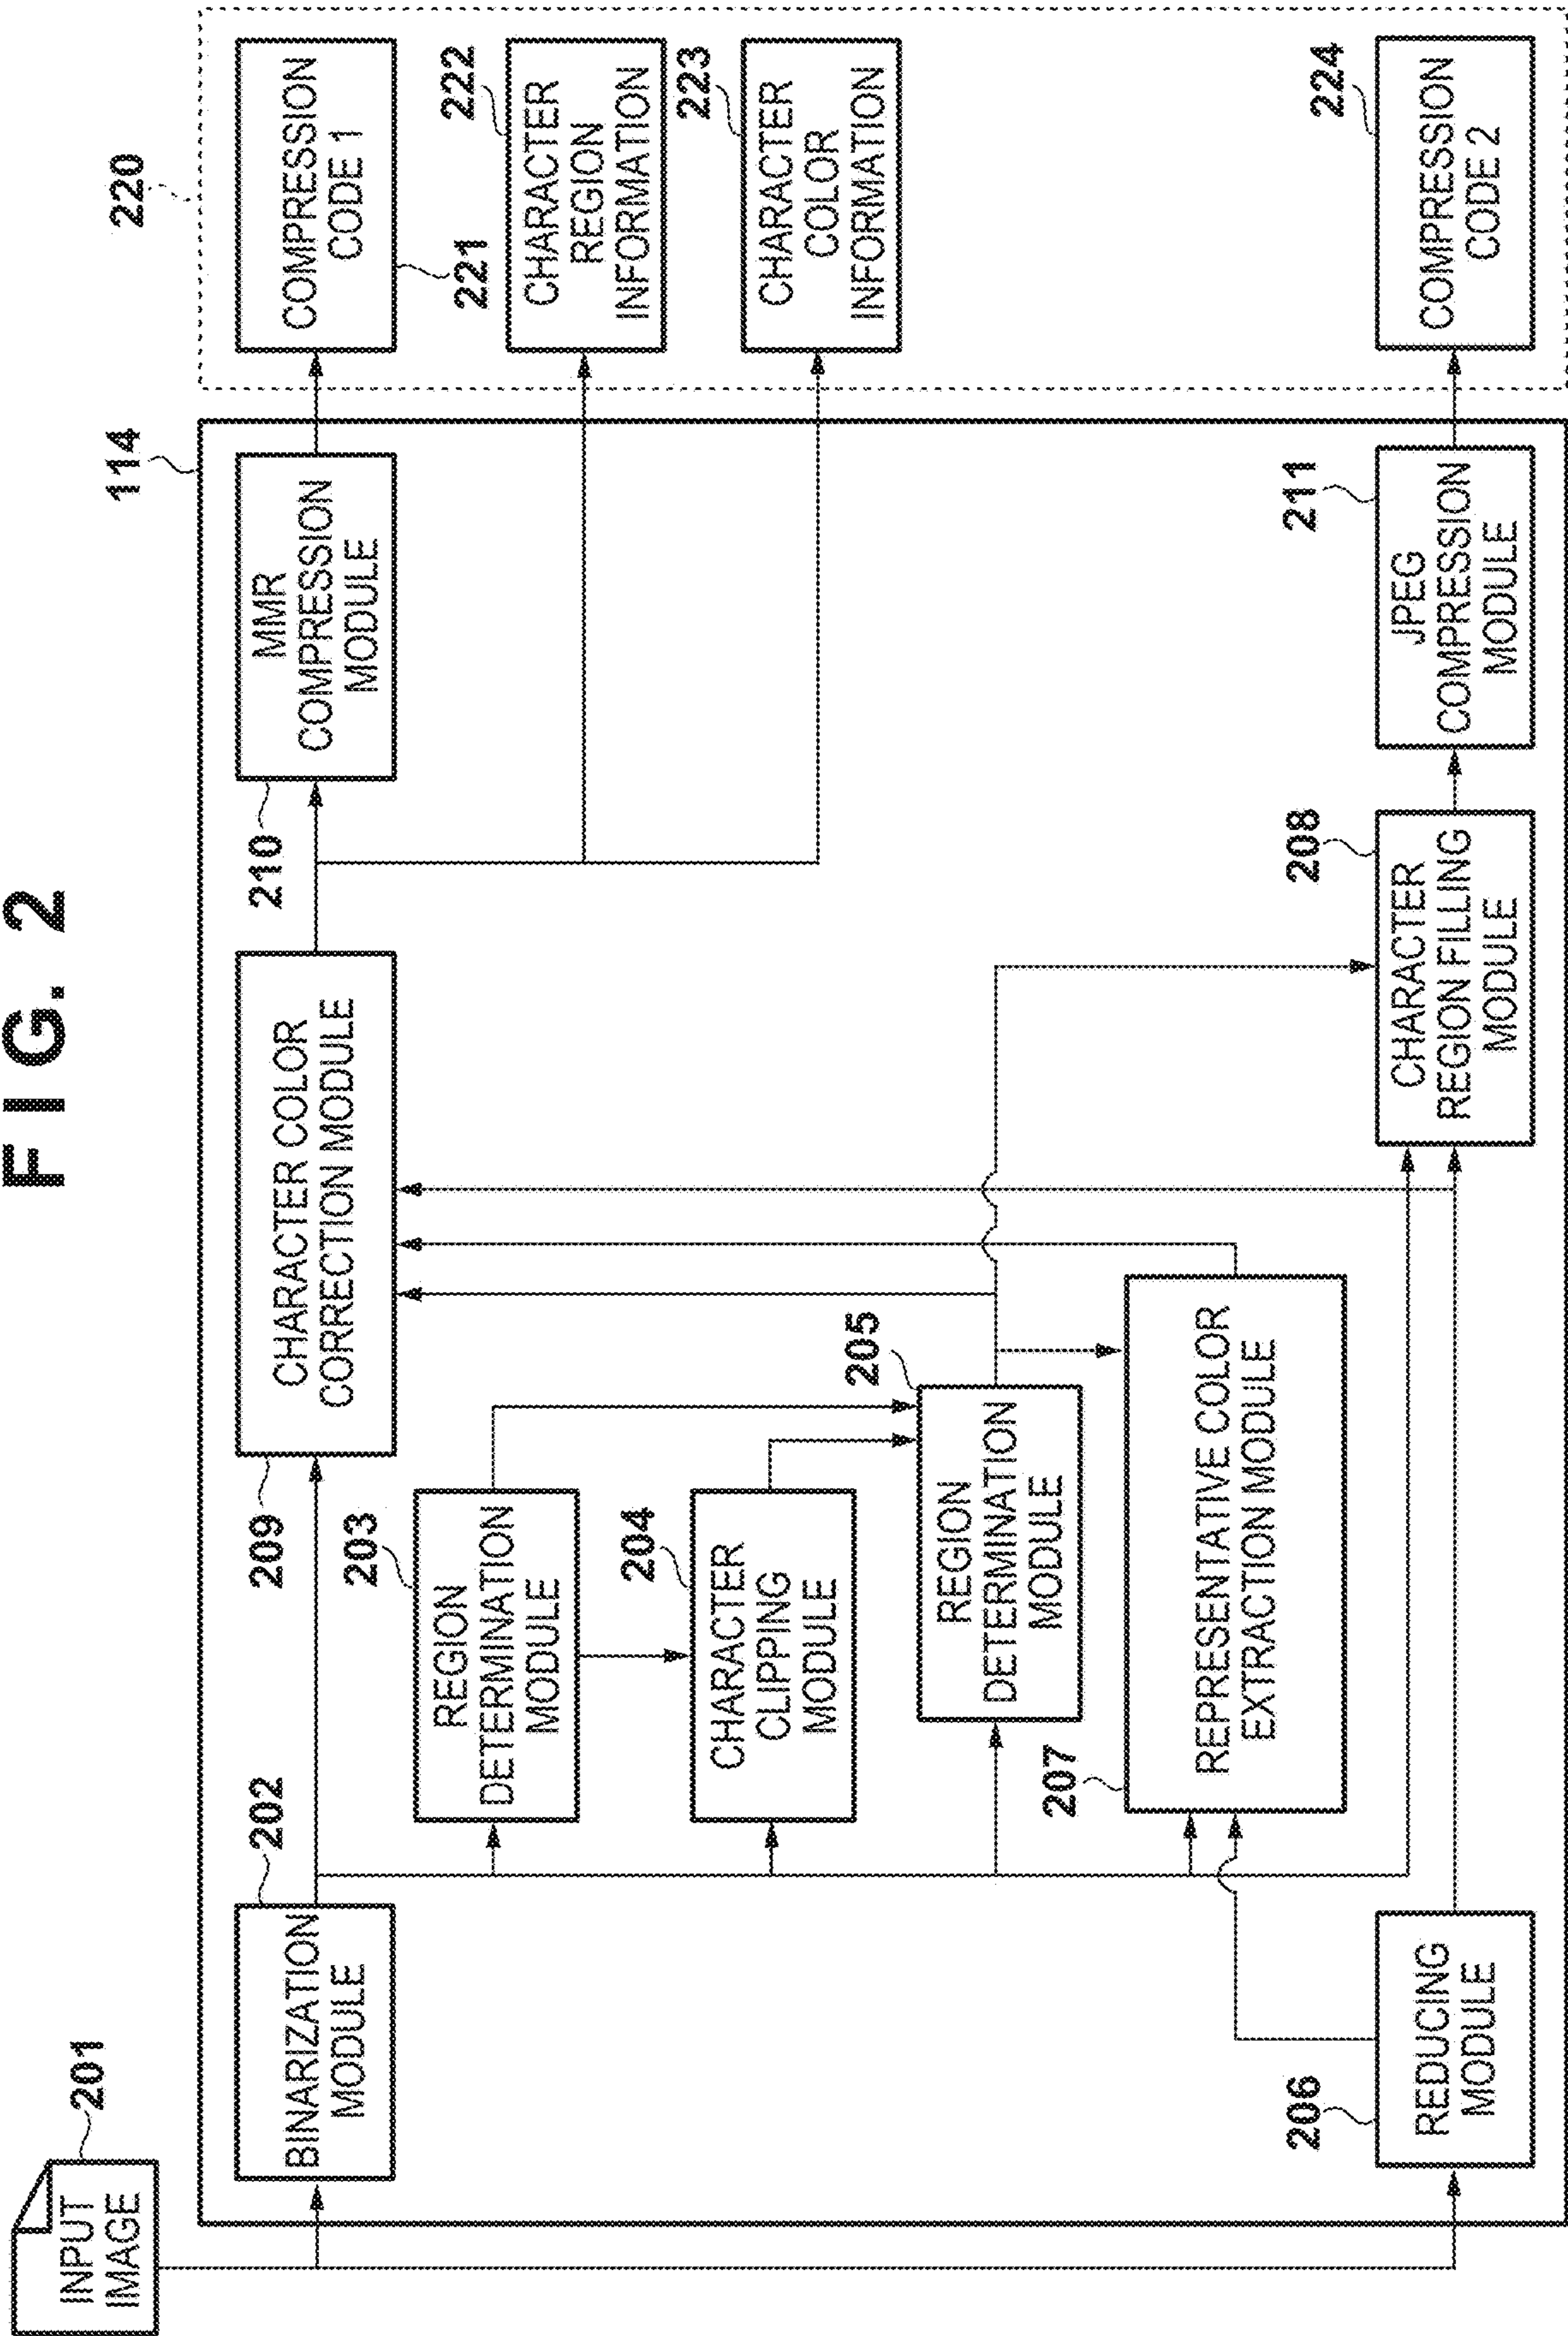 FIG. 2
INPUT
IMAGE
201
114
220
BINARIZATION
MODULE
202
CHARACTER COLOR
CORRECTION MODULE
209
MMR
COMPRESSION
MODULE
210
COMPRESSION
CODE 1
221
REGION
DETERMINATION
MODULE
203
CHARACTER
REGION
INFORMATION
222
CHARACTER
CLIPPING
MODULE
204
CHARACTER
COLOR
INFORMATION
223
REGION
DETERMINATION
MODULE
205
REPRESENTATIVE COLOR
EXTRACTION MODULE
207
REDUCING
MODULE
206
CHARACTER
REGION FILLING
MODULE
208
JPEG
COMPRESSION
MODULE
211
COMPRESSION
CODE 2
224